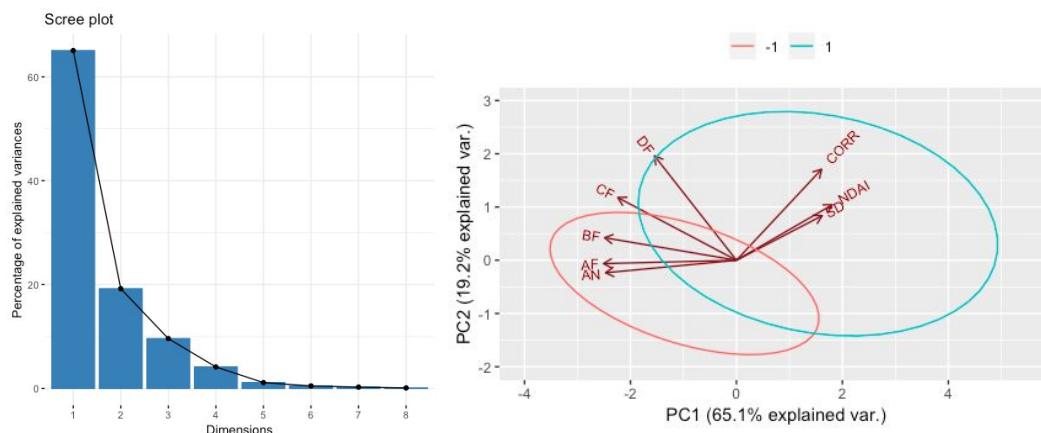 Scree plot
Percentage of explained variances
60
40
20
0
1 2 3 4 5 6 7 8
Dimensions
-1 1
PC2 (19.2% explained var.)
3
2
1
0
-1
-2
DF
CF
BF
AF
AN
CORR
NDAI
SD
-4 -2 0 2 4
PC1 (65.1% explained var.)